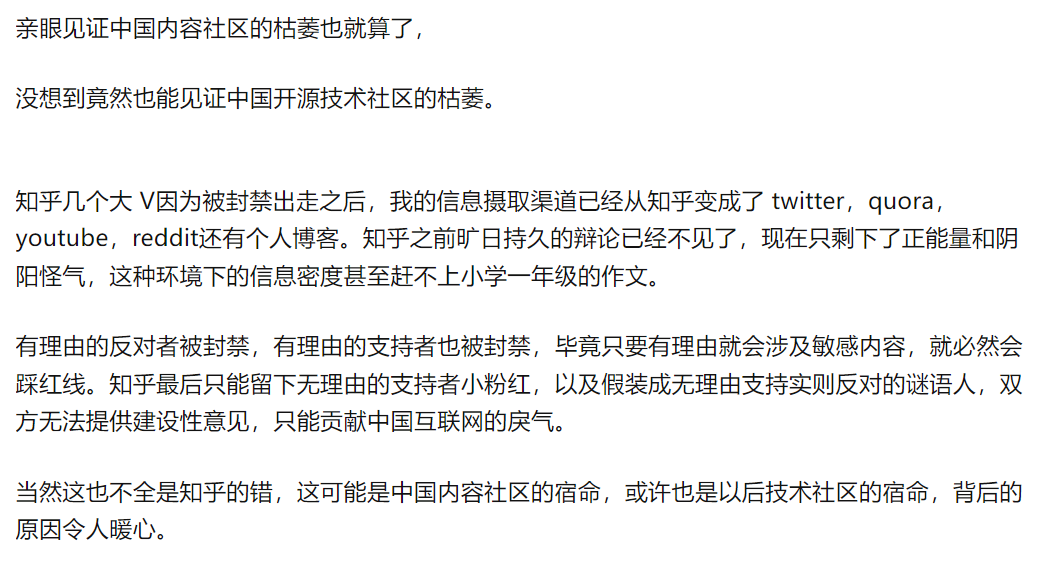 亲眼见证中国内容社区的枯萎也就算了，
没想到竟然也能见证中国开源技术社区的枯萎。
知乎几个大 V因为被封禁出走之后，我的信息摄取渠道已经从知乎变成了 twitter，quora，
youtube，reddit还有个人博客。知乎之前旷日持久的辩论已经不见了，现在只剩下了正能量和阴
阳怪气，这种环境下的信息密度甚至赶不上小学一年级的作文。
有理由的反对者被封禁，有理由的支持者也被封禁，毕竟只要有理由就会涉及敏感内容，就必然会
踩红线。知乎最后只能留下无理由的支持者小粉红，以及假装成无理由支持实则反对的谜语人，双
方无法提供建设性意见，只能贡献中国互联网的戾气。
当然这也不全是知乎的错，这可能是中国内容社区的宿命，或许也是以后技术社区的宿命，背后的
原因令人暖心。